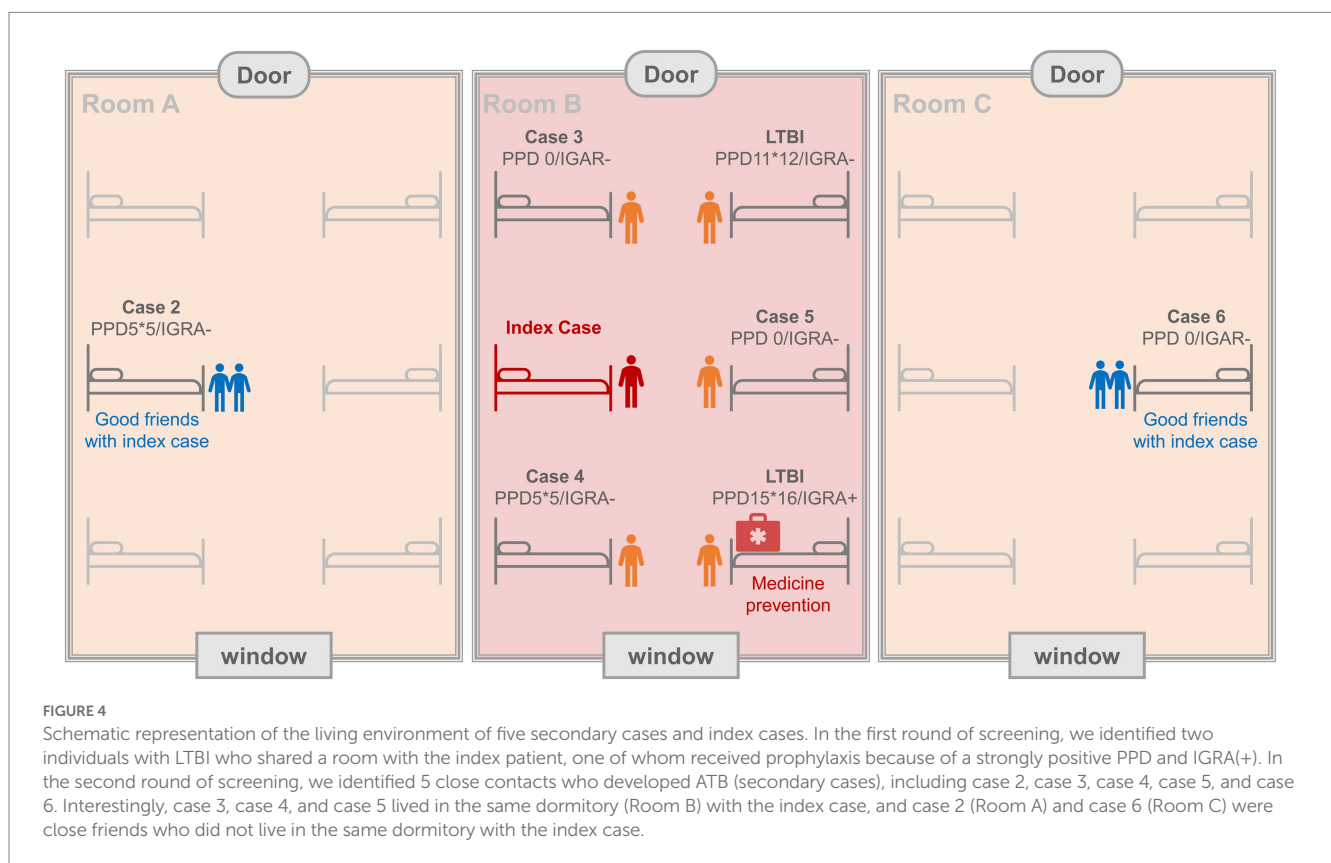 Door
Room A
Case 2
PPD5*5/IGRA-
Good friends
with index case
window
Door
Room B
Case 3
PPD 0/IGAR-
LTBI
PPD11*12/IGRA-
Index Case
Case 5
PPD 0/IGRA-
Case 4
PPD5*5/IGRA-
LTBI
PPD15*16/IGRA+
Medicine
prevention
window
Door
Room C
Case 6
PPD 0/IGAR-
Good friends
with index case
window
FIGURE 4
Schematic representation of the living environment of five secondary cases and index cases. In the first round of screening, we identified two
individuals with LTBI who shared a room with the index patient, one of whom received prophylaxis because of a strongly positive PPD and IGRA(+). In
the second round of screening, we identified 5 close contacts who developed ATB (secondary cases), including case 2, case 3, case 4, case 5, and case
6. Interestingly, case 3, case 4, and case 5 lived in the same dormitory (Room B) with the index case, and case 2 (Room A) and case 6 (Room C) were
close friends who did not live in the same dormitory with the index case.